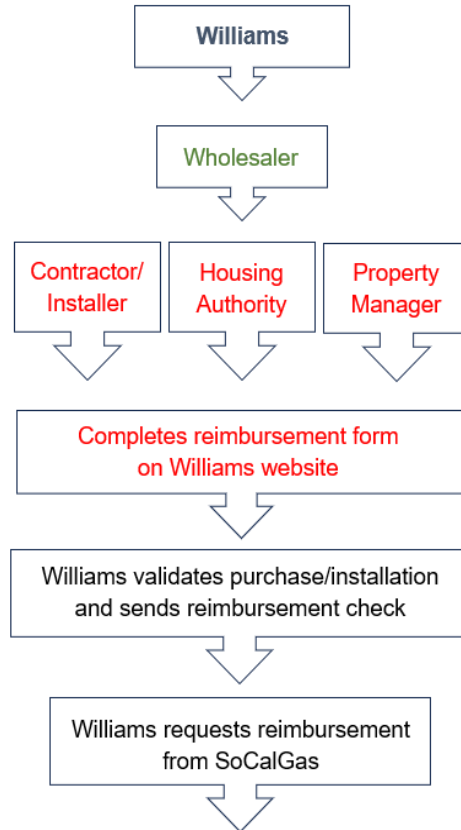 Williams
Wholesaler
Contractor/
Installer
Housing
Authority
Property
Manager
Completes reimbursement form
on Williams website
Williams validates purchase/installation
and sends reimbursement check
Williams requests reimbursement
from SoCalGas